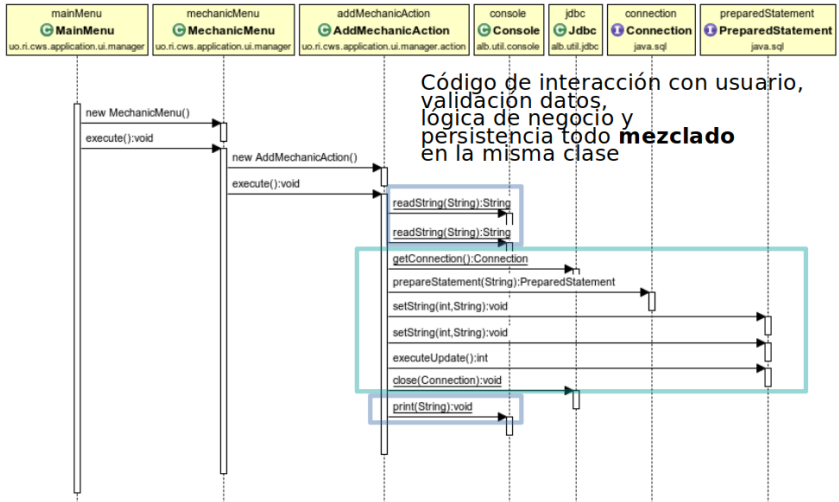 mainMenu
MainMenu
uo.ri.cws.application.ui.manager
mechanicMenu
MechanicMenu
uo.ri.cws.application.ui.manager
addMechanicAction
AddMechanicAction
uo.ri.cws.application.ui.manager.action
console
Console
alb.util.console
jdbc
Jdbc
alb.util.jdbc
connection
Connection
java.sql
preparedStatement
PreparedStatement
java.sql
Código de interacción con usuario,
validación datos,
lógica de negocio y
persistencia todo mezclado
en la misma clase
new MechanicMenu()
execute():void
new AddMechanicAction()
execute():void
readString(String):String
readString(String):String
getConnection():Connection
prepareStatement(String):PreparedStatement
setString(int,String):void
setString(int,String):void
executeUpdate():int
close(Connection):void
print(String):void